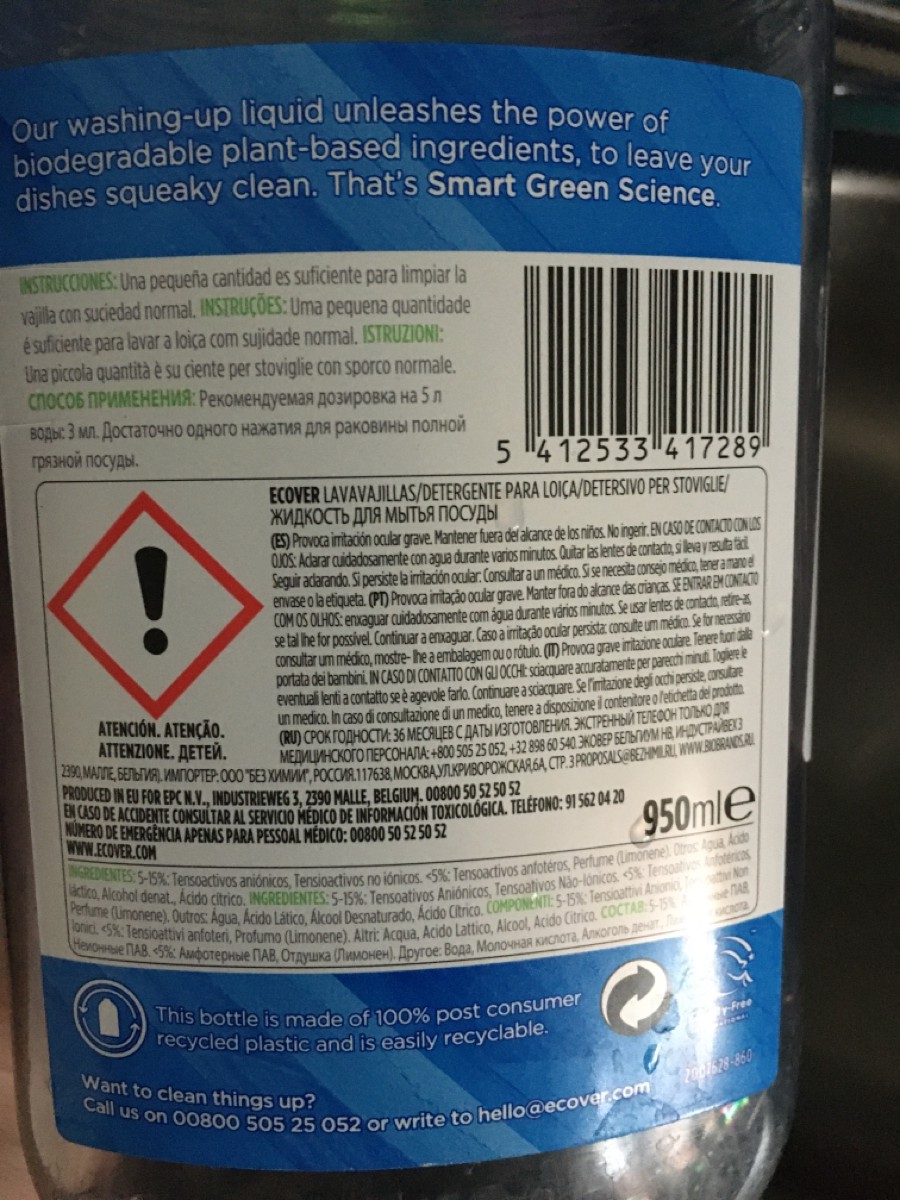 Our washing-up liquid unleashes the power of
biodegradable plant-based ingredients, to leave your
dishes squeaky clean. That's Smart Green Science.
INSTRUCCIONES: Una pequeña cantidad es suficiente para limpiar la
vajilla con suciedad normal. INSTRUÇÕES: Uma pequena quantidade
é suficiente para lavar a loiça com sujidade normal. ISTRUZIONI:
Una piccola quantità è su ciente per stoviglie con sporco normale.
СПОСОБ ПРИМЕНЕНИЯ: Рекомендуемая дозировка на 5 л
воды: 3 мл. Достаточно одного нажатия для раковины полной
грязной посуды.
5 412533 417289
ECOVER LAVAVAJILLAS/DETERGENTE PARA LOIÇA/DETERSIVO PER STOVIGLIE/
ЖИДКОСТЬ ДЛЯ МЫТЬЯ ПОСУДЫ
(ES) Provoca irritación ocular grave. Mantener fuera del alcance de los niños. No ingerir. EN CASO DE CONTACTO CON LOS
OJOS: Aclarar cuidadosamente con agua durante varios minutos. Quitar las lentes de contacto, si lleva y resulta fácil.
Seguir aclarando. Si persiste la irritación ocular: Consultar a un médico. Si se necesita consejo médico, tener a mano el
envase o la etiqueta. (PT) Provoca irritação ocular grave. Manter fora do alcance das crianças. SE ENTRAR EM CONTACTO
COM OS OLHOS: enxaguar cuidadosamente com água durante vários minutos. Se usar lentes de contacto, retire-as,
se tal lhe for possível. Continuar a enxaguar. Caso a irritação ocular persista: consulte um médico. Se for necessário
consultar um médico, mostre- lhe a embalagem ou o rótulo. (IT) Provoca grave irritazione oculare. Tenere fuori dalla
portata dei bambini. IN CASO DI CONTATTO CON GLI OCCHI: sciacquare accuratamente per parecchi minuti. Togliere le
eventuali lenti a contatto se è agevole farlo. Continuare a sciacquare. Se l'irritazione degli occhi persiste, consultare
un medico. In caso di consultazione di un medico, tenere a disposizione il contenitore o l'etichetta del prodotto.
(RU) СРОК ГОДНОСТИ: 36 МЕСЯЦЕВ С ДАТЫ ИЗГОТОВЛЕНИЯ. ЭКСТРЕННЫЙ ТЕЛЕФОН ТОЛЬКО ДЛЯ
МЕДИЦИНСКОГО ПЕРСОНАЛА: +800 505 25 052, +32 898 60 540. ЭКОВЕР БЕЛЬГИУМ НВ, ИНДУСТРИАЙВЕХ 3
ATENCIÓN. ATENÇÃO.
ATTENZIONE. ДЕТЕЙ.
2390, МАЛЛЕ, БЕЛЬГИЯ). ИМПОРТЕР: ООО "БЕЗ ХИМИИ", РОССИЯ. 117638, МОСКВА, УЛ.КРИВОРОЖСКАЯ, 6А, СТР. 3 PROPOSALS@BEZHIMII.RU, WWW.BIOBRANDS.RU.
PRODUCED IN EU FOR EPC N.V., INDUSTRIEWEG 3, 2390 MALLE, BELGIUM. 00800 50 52 50 52
EN CASO DE ACCIDENTE CONSULTAR AL SERVICIO MÉDICO DE INFORMACIÓN TOXICOLÓGICA. TELÉFONO: 91 562 04 20
NÚMERO DE EMERGÊNCIA APENAS PARA PESSOAL MÉDICO: 00800 50 52 50 52
WWW.ECOVER.COM
950ml e
INGREDIENTES: 5-15%: Tensoactivos aniónicos, Tensioactivos no iónicos. <5%: Tensoactivos anfotéros, Perfume (Limonene). Otros: Agua, Ácido
láctico, Alcohol denat., Ácido cítrico. INGREDIENTES: 5-15%: Tensoativos Aniónicos, Tensoativos Não-Iónicos. <5%: Tensoativos Anfotéricos,
Perfume (Limonene). Outros: Água, Ácido Lático, Álcool Desnaturado, Ácido Cítrico. COMPONENTI: 5-15%: Tensioattivi Anionici, Tensioattivi Non
Ionici. <5%: Tensioattivi anfoteri, Profumo (Limonene). Altri: Acqua, Acido Lattico, Alcool, Acido Citrico. СОСТАВ: 5-15% ПАВ,
Неионные ПАВ. <5%: Амфотерные ПАВ, Отдушка (Лимонен). Другое: Вода, Молочная кислота, Алкоголь денат., кислота.
This bottle is made of 100% post consumer
recycled plastic and is easily recyclable.
Want to clean things up?
Call us on 00800 505 25 052 or write to hello@ecover.com